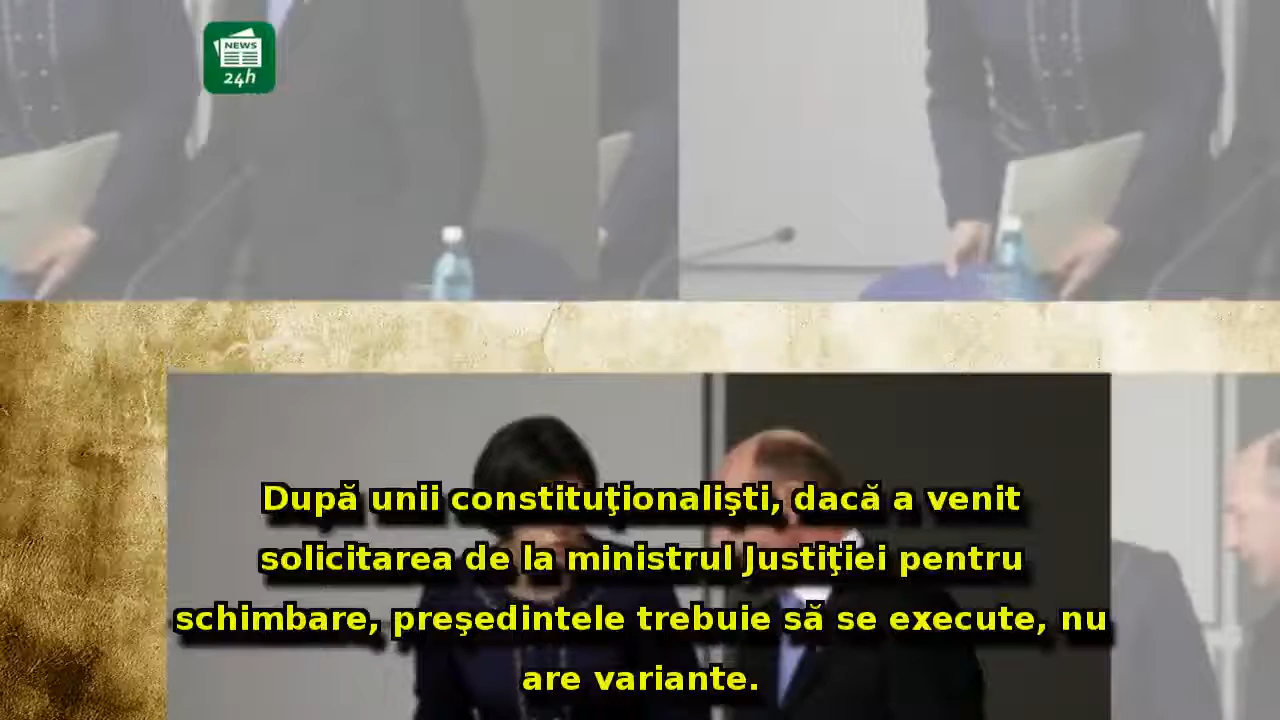 NEWS
24h
După unii constituţionalişti, dacă a venit
solicitarea de la ministrul Justiţiei pentru
schimbare, preşedintele trebuie să se execute, nu
are variante.